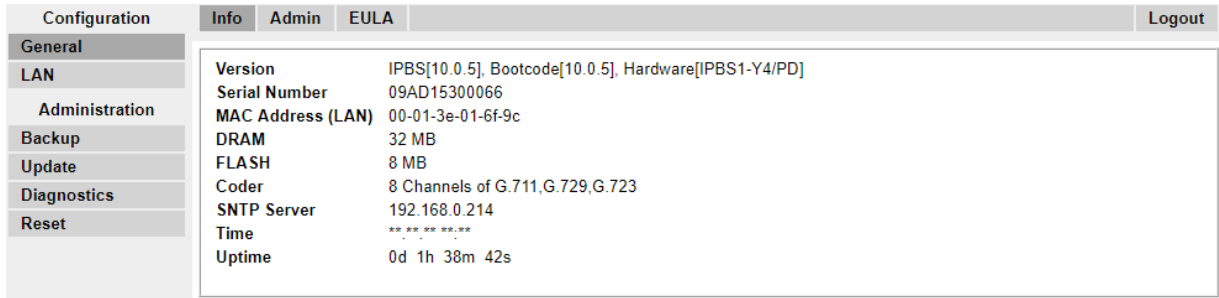 Configuration
Info Admin EULA Logout
General
LAN
Administration
Backup
Update
Diagnostics
Reset
Version IPBS[10.0.5], Bootcode[10.0.5], Hardware[IPBS1-Y4/PD]
Serial Number 09AD15300066
MAC Address (LAN) 00-01-3e-01-6f-9c
DRAM 32 MB
FLASH 8 MB
Coder 8 Channels of G.711,G.729,G.723
SNTP Server 192.168.0.214
Time **.**.** **:**
Uptime 0d 1h 38m 42s